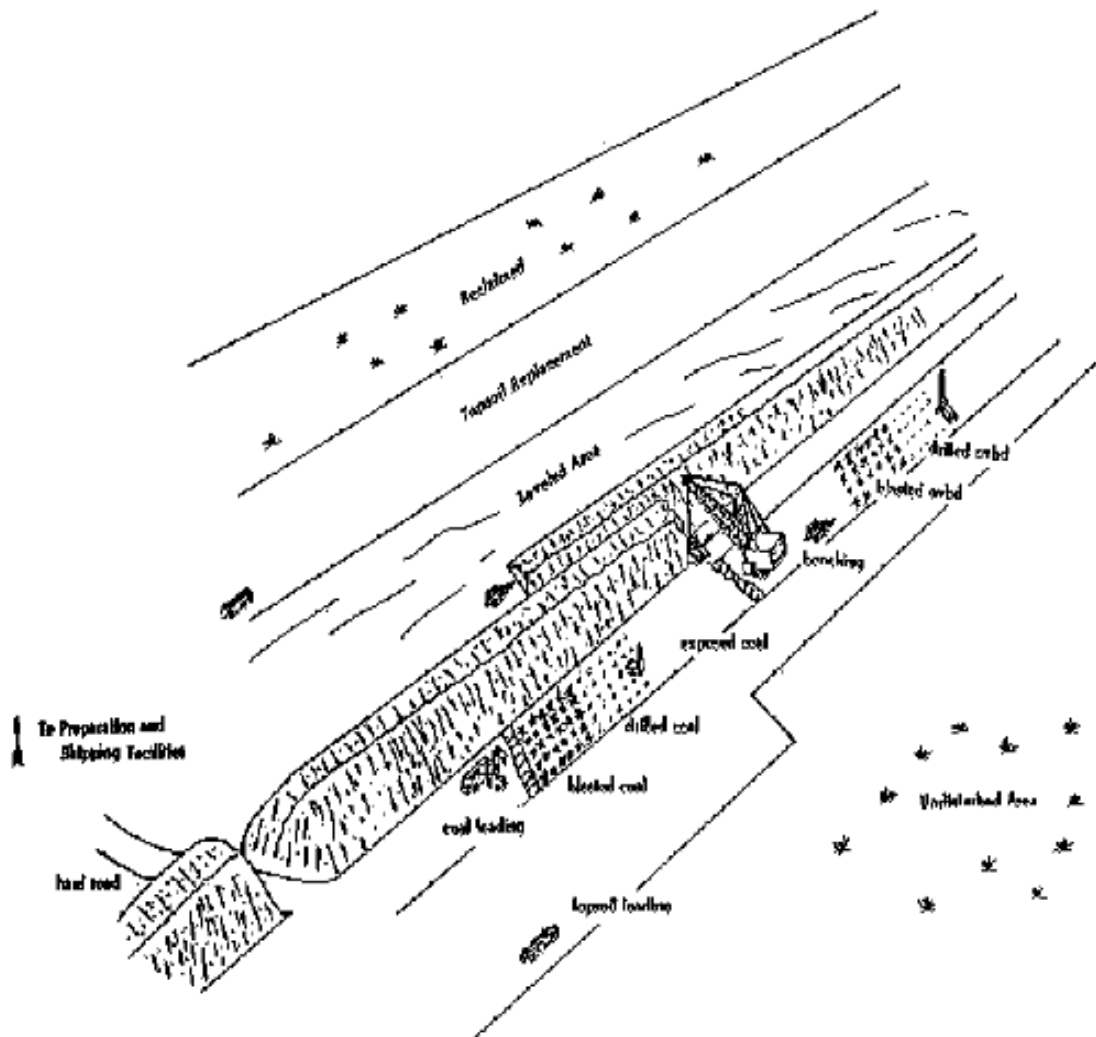 Reclaimed
Topsoil Replacement
Leveled Area
drilled ovbd
blasted ovbd
benching
exposed coal
To Preparation and
Shipping Facilities
drilled coal
blasted coal
Undisturbed Area
coal loading
haul road
topsoil loading